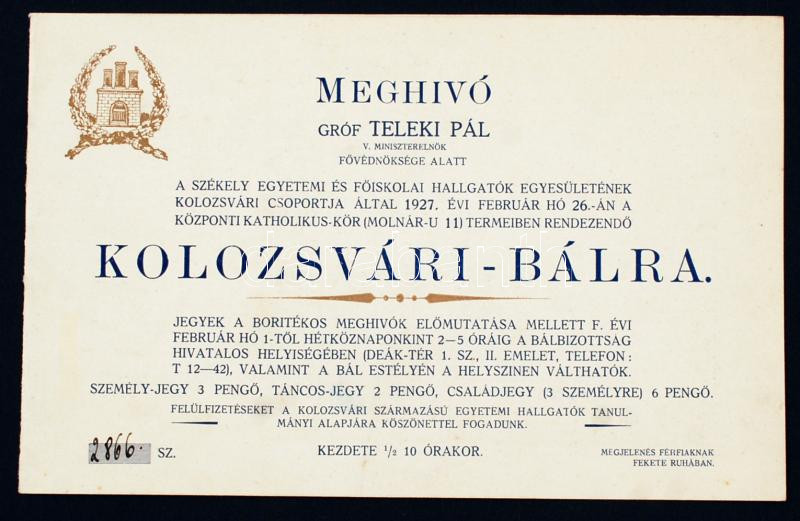 MEGHIVÓ
GRÓF TELEKI PÁL
V. MINISZTERELNÖK
FŐVÉDNÖKSÉGE ALATT
A SZÉKELY EGYETEMI ÉS FŐISKOLAI HALLGATÓK EGYESÜLETÉNEK
KOLOZSVÁRI CSOPORTJA ÁLTAL 1927. ÉVI FEBRUÁR HÓ 26.-ÁN A
KÖZPONTI KATHOLIKUS-KÖR (MOLNÁR-U 11) TERMEIBEN RENDEZENDŐ
KOLOZSVÁRI-BÁLRA.
JEGYEK A BORITÉKOS MEGHIVÓK ELŐMUTATÁSA MELLETT F. ÉVI
FEBRUÁR HÓ 1-TŐL HÉTKÖZNAPONKINT 2—5 ÓRÁIG A BÁLBIZOTTSÁG
HIVATALOS HELYISÉGÉBEN (DEÁK-TÉR 1. SZ., II. EMELET, TELEFON:
T 12—42), VALAMINT A BÁL ESTÉLYÉN A HELYSZINEN VÁLTHATÓK.
SZEMÉLY-JEGY 3 PENGŐ, TÁNCOS-JEGY 2 PENGŐ, CSALÁDJEGY (3 SZEMÉLYRE) 6 PENGŐ.
FELÜLFIZETÉSEKET A KOLOZSVÁRI SZÁRMAZÁSÚ EGYETEMI HALLGATÓK TANUL-
MÁNYI ALAPJÁRA KÖSZÖNETTEL FOGADUNK.
2866. SZ.
KEZDETE ½ 10 ÓRAKOR.
MEGJELENÉS FÉRFIAKNAK
FEKETE RUHÁBAN.
darabanth